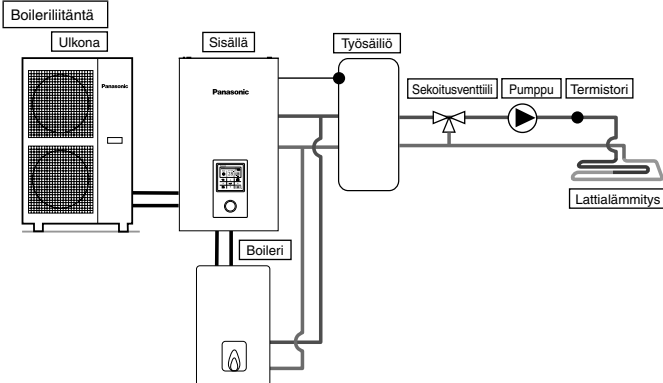 Boileriliitäntä
Ulkona
Sisällä
Työsäiliö
Sekoitusventtiili
Pumppu
Termistori
Panasonic
Panasonic
Lattialämmitys
Boileri